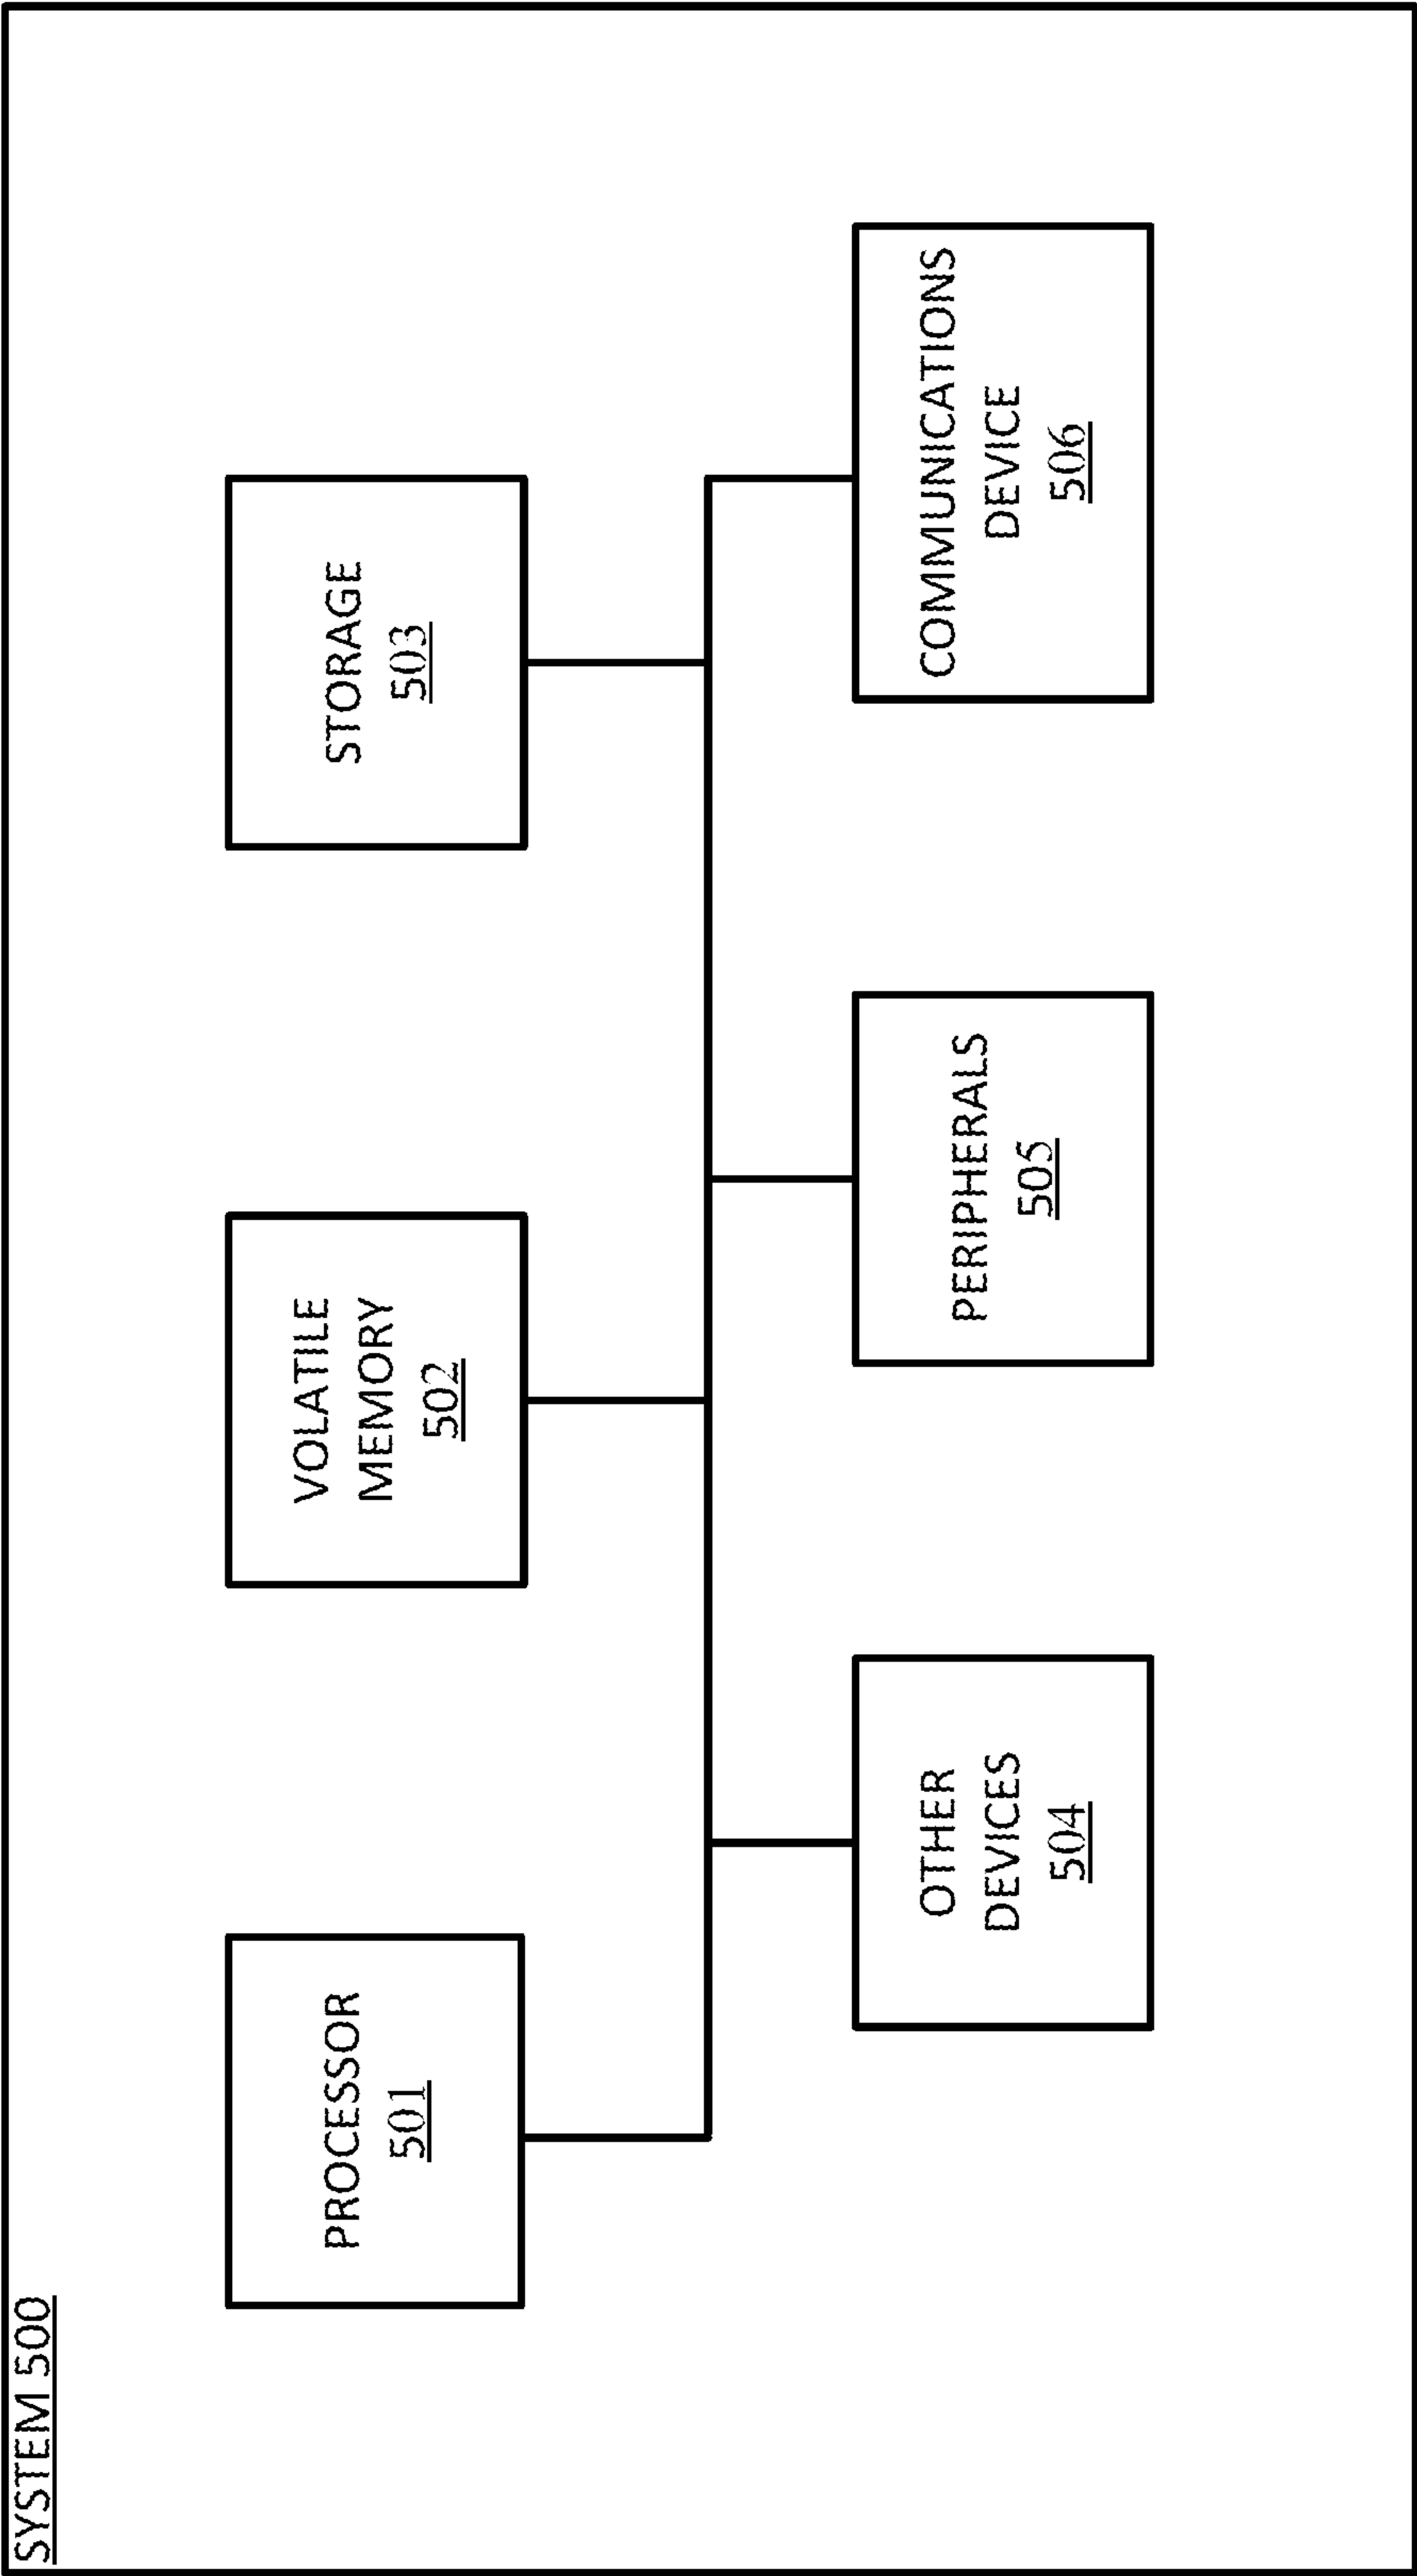 SYSTEM 500
PROCESSOR
501
VOLATILE
MEMORY
502
STORAGE
503
OTHER
DEVICES
504
PERIPHERALS
505
COMMUNICATIONS
DEVICE
506